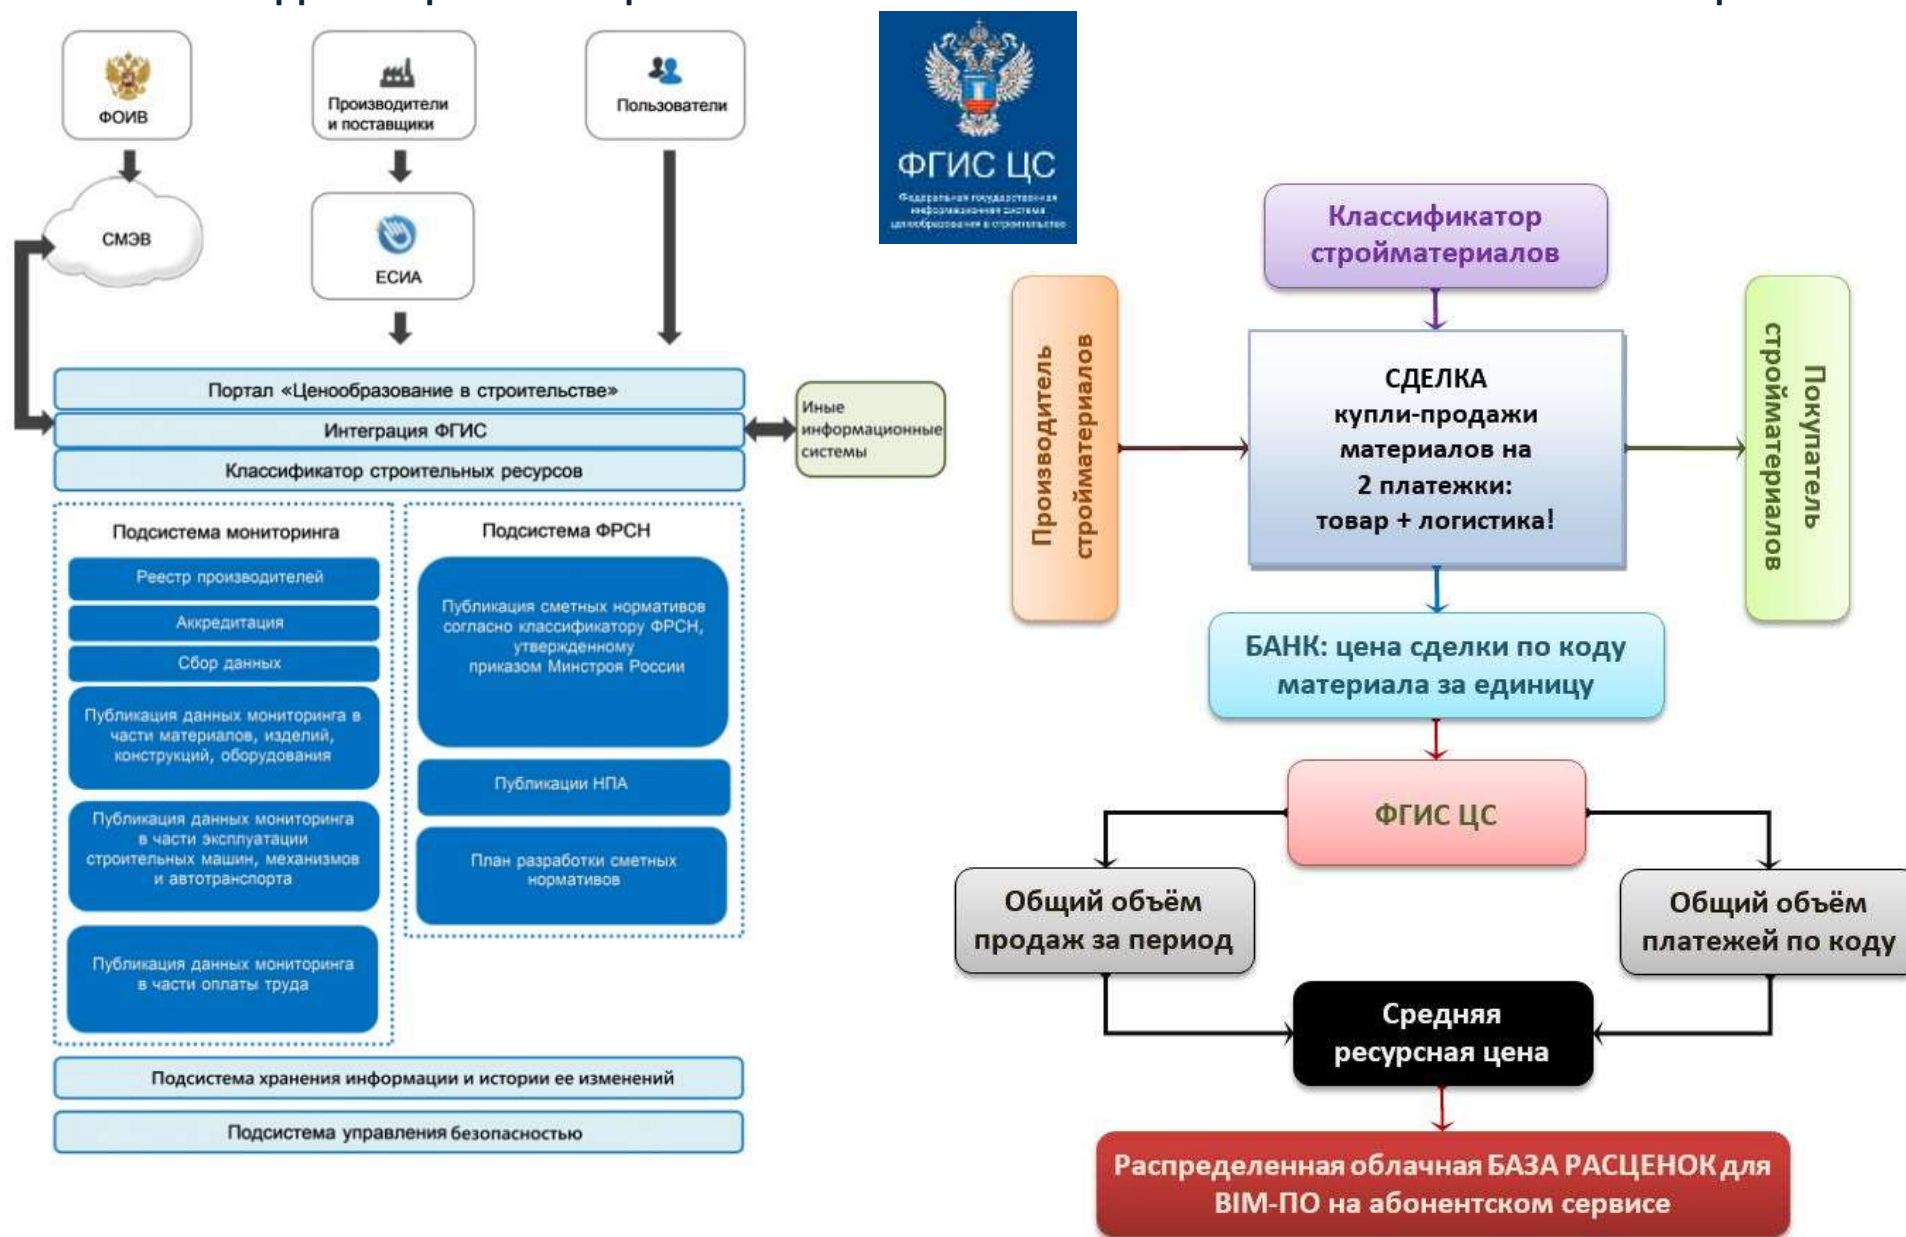 ФОИВ
Производители
и поставщики
Пользователи
СМЭВ
ЕСИА
Портал «Ценообразование в строительстве»
Интеграция ФГИС
Классификатор строительных ресурсов
Иные
информационные
системы
Подсистема мониторинга
Реестр производителей
Аккредитация
Сбор данных
Публикация данных мониторинга в
части материалов, изделий,
конструкций, оборудования
Публикация данных мониторинга
в части эксплуатации
строительных машин, механизмов
и автотранспорта
Публикация данных мониторинга
в части оплаты труда
Подсистема ФРСН
Публикация сметных нормативов
согласно классификатору ФРСН,
утвержденному
приказом Минстроя России
Публикации НПА
План разработки сметных
нормативов
Подсистема хранения информации и истории ее изменений
Подсистема управления безопасностью
ФГИС ЦС
Федеральная государственная
информационная система
ценообразования в строительстве
Классификатор
стройматериалов
Производитель
стройматериалов
СДЕЛКА
купли-продажи
материалов на
2 платежки:
товар + логистика!
Покупатель
стройматериалов
БАНК: цена сделки по коду
материала за единицу
ФГИС ЦС
Общий объём
продаж за период
Общий объём
платежей по коду
Средняя
ресурсная цена
Распределенная облачная БАЗА РАСЦЕНОК для
BIM-ПО на абонентском сервисе